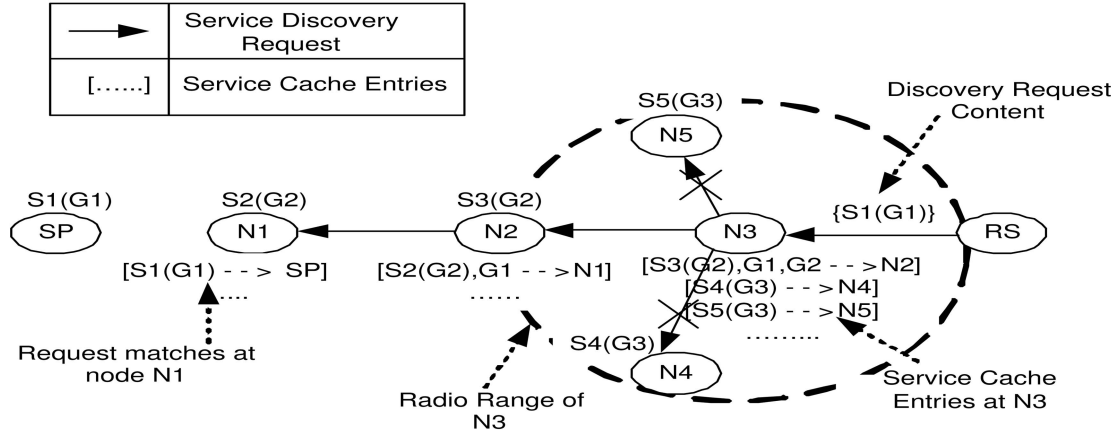 Service Discovery
Request
[......]
Service Cache Entries
Discovery Request
Content
S5(G3)
N5
S1(G1)
S2(G2)
S3(G2)
{S1(G1)}
SP
N1
N2
N3
RS
[S1(G1) - -> SP]
.....
[S2(G2),G1 - ->N1]
......
[S3(G2),G1,G2 - ->N2]
[S4(G3) - ->N4]
[S5(G3) - ->N5]
.........
Request matches at
node N1
S4(G3)
N4
Radio Range of
N3
Service Cache
Entries at N3